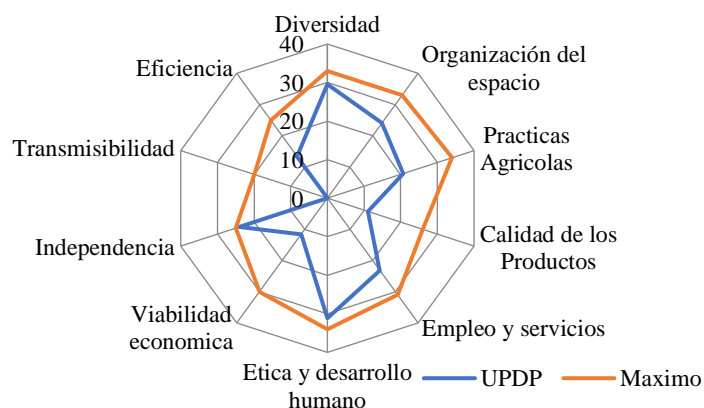 Diversidad
Organización del
espacio
Practicas
Agricolas
Calidad de los
Productos
Empleo y servicios
Etica y desarrollo
humano
Viabilidad
economica
Independencia
Transmisibilidad
Eficiencia
40
30
20
10
0
UPDP
Maximo